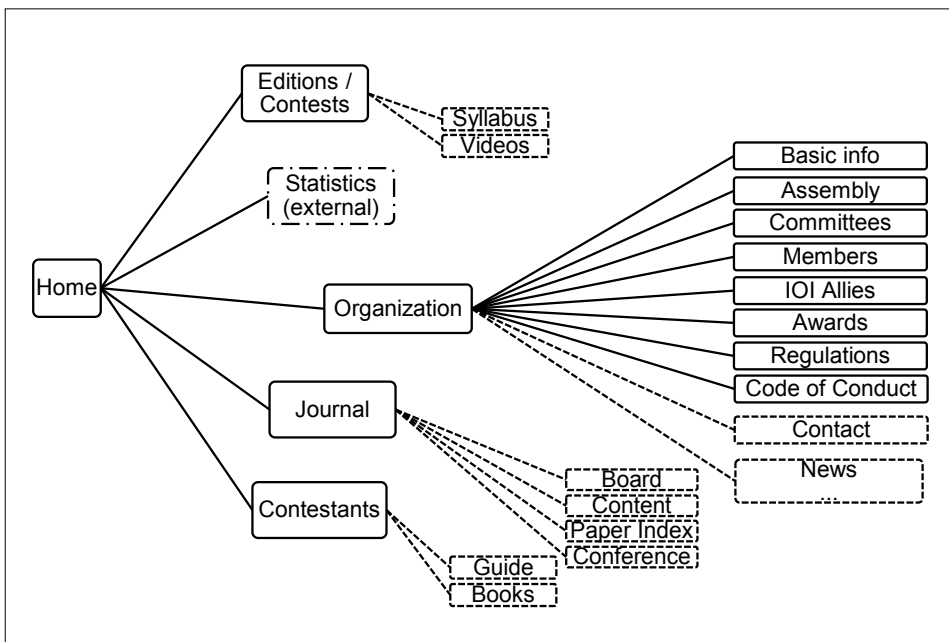 Home
Editions /
Contests
Syllabus
Videos
Statistics
(external)
Organization
Basic info
Assembly
Committees
Members
IOI Allies
Awards
Regulations
Code of Conduct
Contact
News
...
Journal
Board
Content
Paper Index
Conference
Contestants
Guide
Books